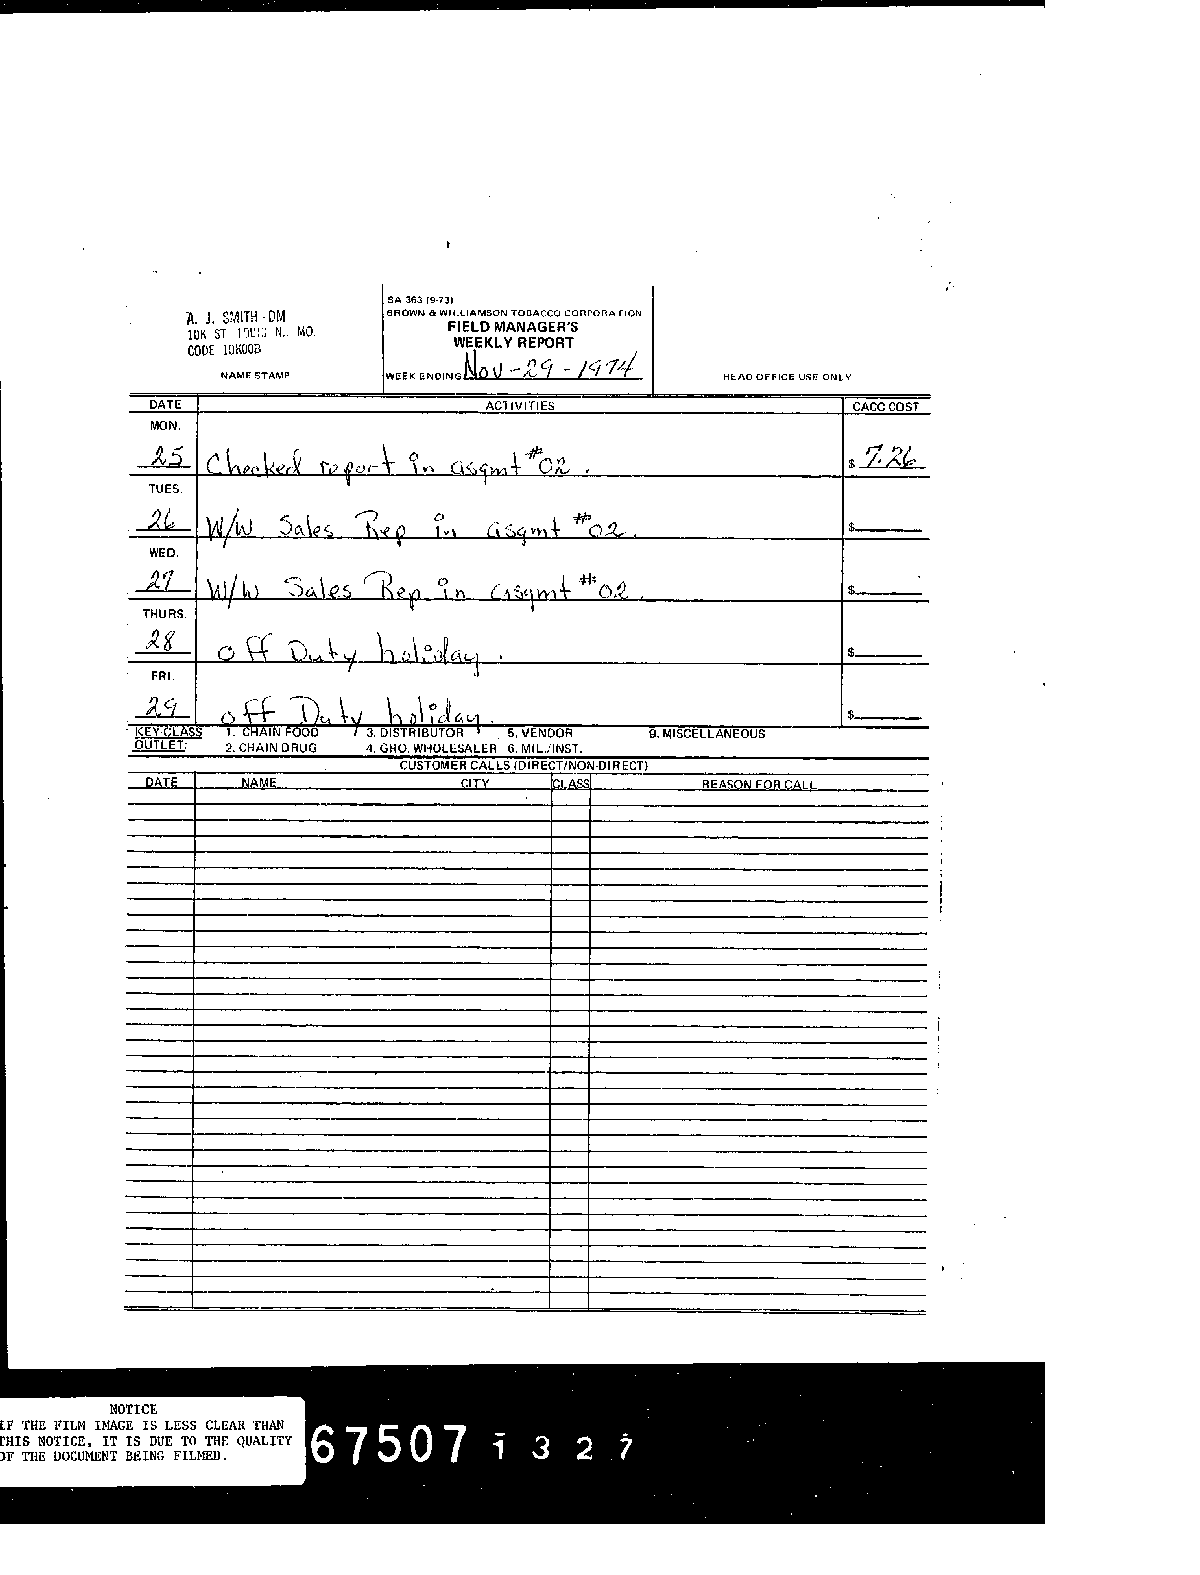 SA 363 (9-73)
BROWN & WILLIAMSON TOBACCO CORPORATION
FIELD MANAGER'S
WEEKLY REPORT
WEEK ENDING Nov-29-1974
A. J. SMITH-DM
10K ST N. MO.
CODE 10K00B
NAME STAMP
HEAD OFFICE USE ONLY
DATE ACTIVITIES CACC COST
MON.
25 Checked report in asgmt #02. $ 7.26
TUES.
26 W/W Sales Rep in asgmt #02. $
WED.
27 W/W Sales Rep in asgmt #02. $
THURS.
28 off Duty holiday. $
FRI.
29 off Duty holiday. $
KEY:CLASS 1. CHAIN FOOD 3. DISTRIBUTOR 5. VENDOR 9. MISCELLANEOUS
OUTLET: 2. CHAIN DRUG 4. GRO. WHOLESALER 6. MIL./INST.
CUSTOMER CALLS (DIRECT/NON-DIRECT)
DATE NAME CITY CLASS REASON FOR CALL
NOTICE
IF THE FILM IMAGE IS LESS CLEAR THAN
THIS NOTICE, IT IS DUE TO THE QUALITY
OF THE DOCUMENT BEING FILMED.
67507 1327